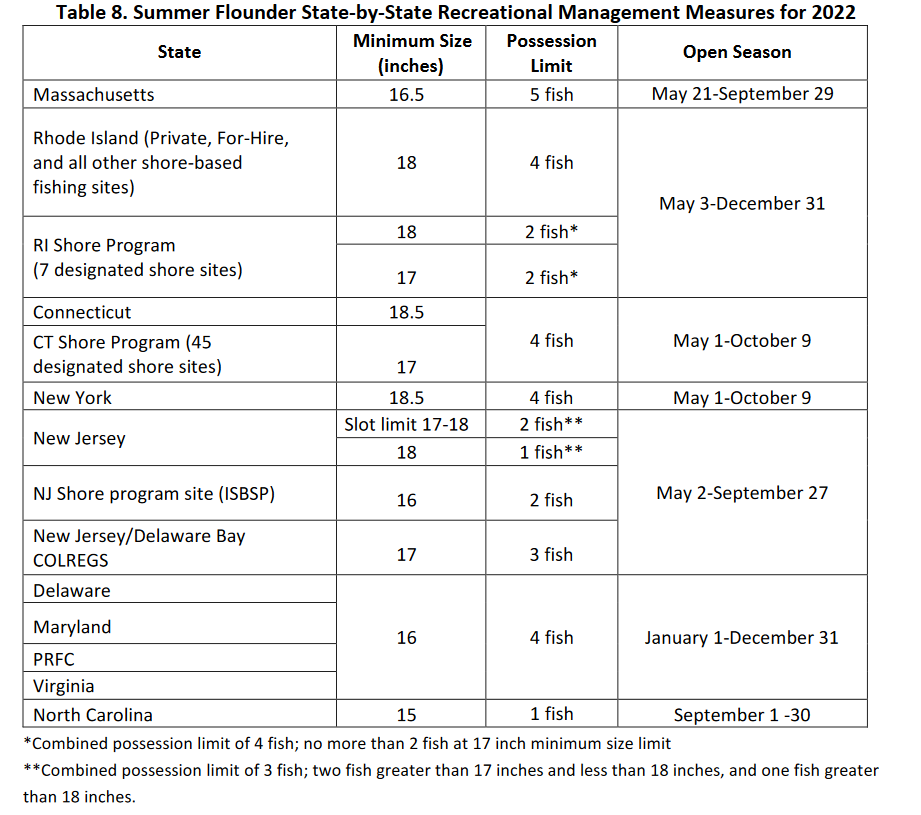 Table 8. Summer Flounder State-by-State Recreational Management Measures for 2022
State
Minimum Size
(inches)
Possession
Limit
Open Season
Massachusetts
16.5
5 fish
May 21-September 29
Rhode Island (Private, For-Hire,
and all other shore-based
fishing sites)
18
4 fish
May 3-December 31
RI Shore Program
(7 designated shore sites)
18
2 fish*
17
2 fish*
Connecticut
18.5
4 fish
May 1-October 9
CT Shore Program (45
designated shore sites)
17
New York
18.5
4 fish
May 1-October 9
New Jersey
Slot limit 17-18
2 fish**
18
1 fish**
May 2-September 27
NJ Shore program site (ISBSP)
16
2 fish
New Jersey/Delaware Bay
COLREGS
17
3 fish
Delaware
Maryland
PRFC
Virginia
16
4 fish
January 1-December 31
North Carolina
15
1 fish
September 1 -30
*Combined possession limit of 4 fish; no more than 2 fish at 17 inch minimum size limit
**Combined possession limit of 3 fish; two fish greater than 17 inches and less than 18 inches, and one fish greater
than 18 inches.